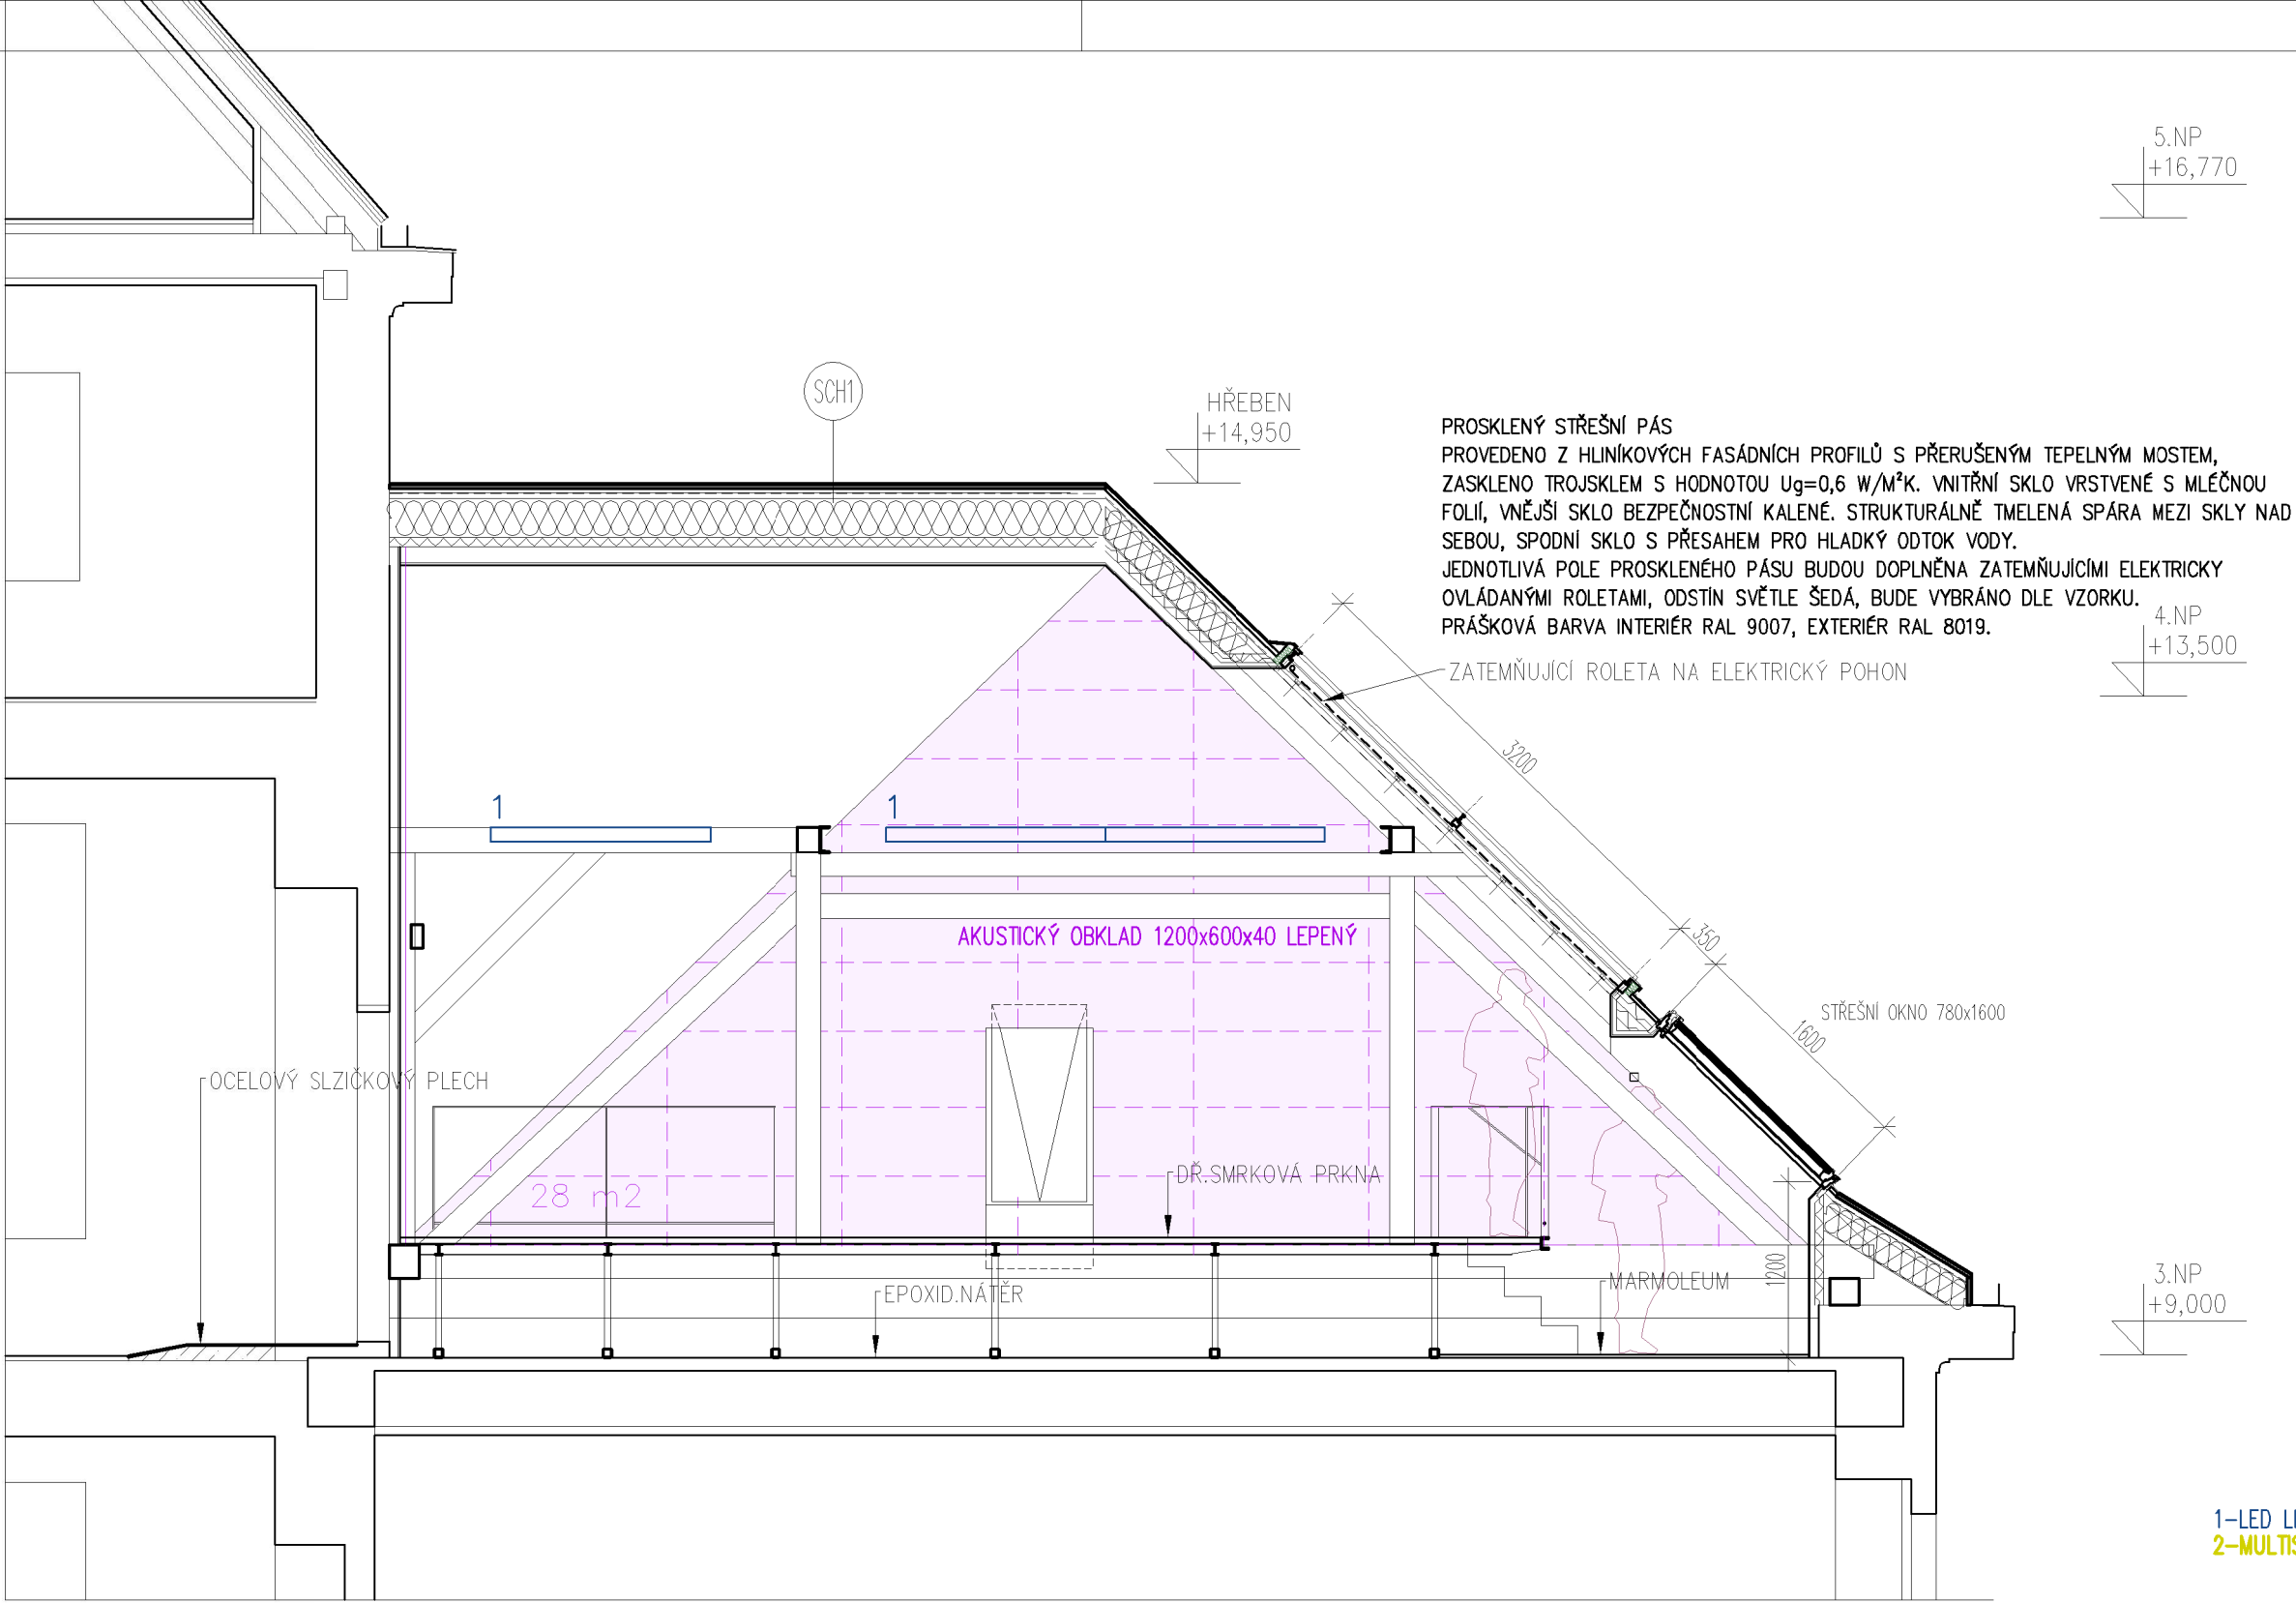 5.NP
+16,770
SCH1
HŘEBEN
+14,950
PROSKLENÝ STŘEŠNÍ PÁS
PROVEDENO Z HLINÍKOVÝCH FASÁDNÍCH PROFILŮ S PŘERUŠENÝM TEPELNÝM MOSTEM,
ZASKLENO TROJSKLEM S HODNOTOU Ug=0,6 W/M²K. VNITŘNÍ SKLO VRSTVENÉ S MLÉČNOU
FOLIÍ, VNĚJŠÍ SKLO BEZPEČNOSTNÍ KALENÉ. STRUKTURÁLNĚ TMELENÁ SPÁRA MEZI SKLY NAD
SEBOU, SPODNÍ SKLO S PŘESAHEM PRO HLADKÝ ODTOK VODY.
JEDNOTLIVÁ POLE PROSKLENÉHO PÁSU BUDOU DOPLNĚNA ZATEMŇUJÍCÍMI ELEKTRICKY
OVLÁDANÝMI ROLETAMI, ODSTÍN SVĚTLE ŠEDÁ, BUDE VYBRÁNO DLE VZORKU.
PRÁŠKOVÁ BARVA INTERIÉR RAL 9007, EXTERIÉR RAL 8019.
4.NP
+13,500
ZATEMŇUJÍCÍ ROLETA NA ELEKTRICKÝ POHON
3200
1
1
AKUSTICKÝ OBKLAD 1200x600x40 LEPENÝ
350
STŘEŠNÍ OKNO 780x1600
1600
OCELOVÝ SLZIČKOVÝ PLECH
28 m2
DŘ.SMRKOVÁ PRKNA
EPOXID.NÁTĚR
MARMOLEUM
1200
3.NP
+9,000
1-LED
2-MULTIS